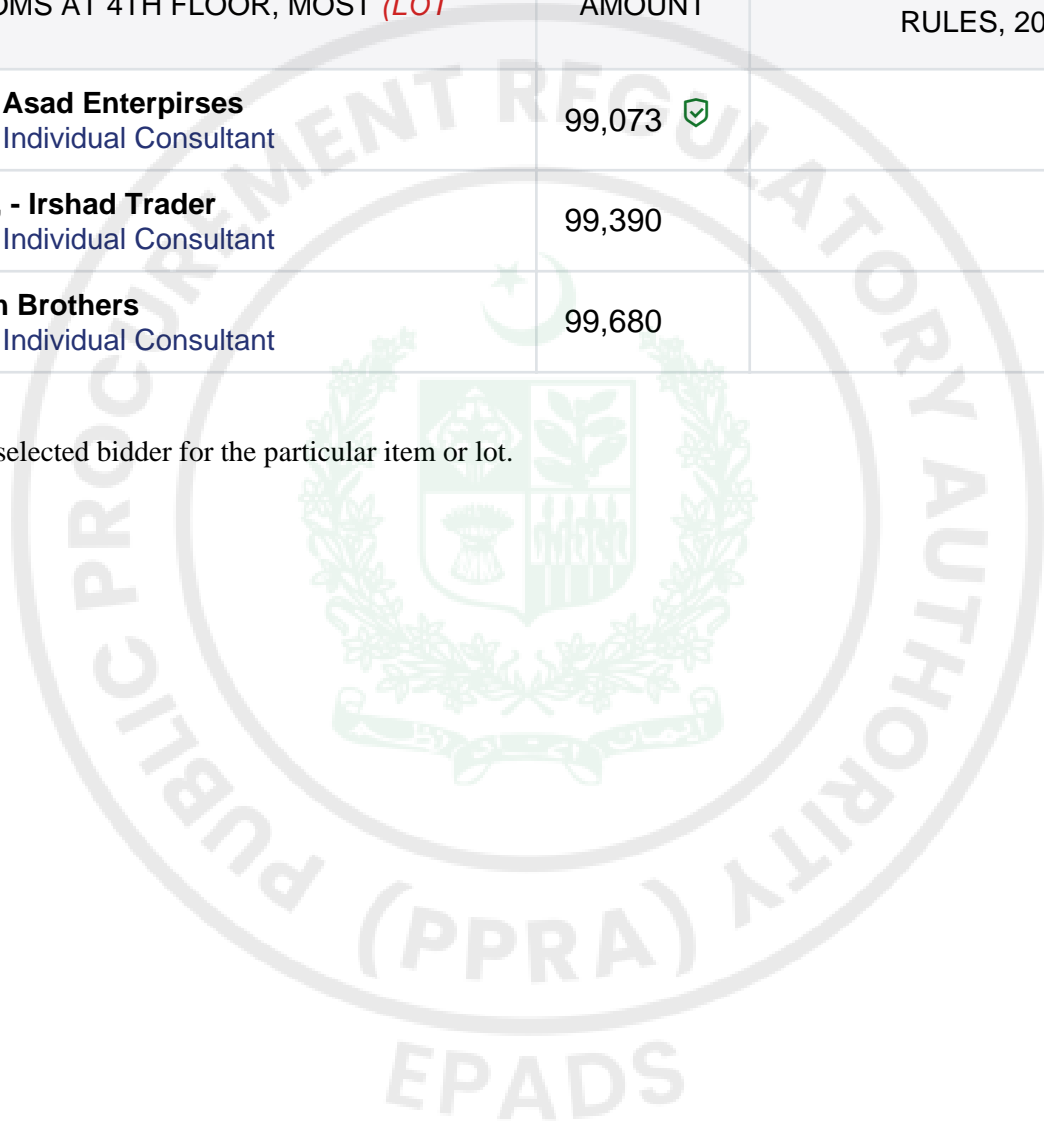 OMS AT 4TH FLOOR, MOST (LOT
AMOUNT
RULES, 20
Asad Enterpirses
Individual Consultant
99,073
- Irshad Trader
Individual Consultant
99,390
Brothers
Individual Consultant
99,680
selected bidder for the particular item or lot.
PUBLIC PROCUREMENT REGULATORY AUTHORITY
(PPRA)
EPADS